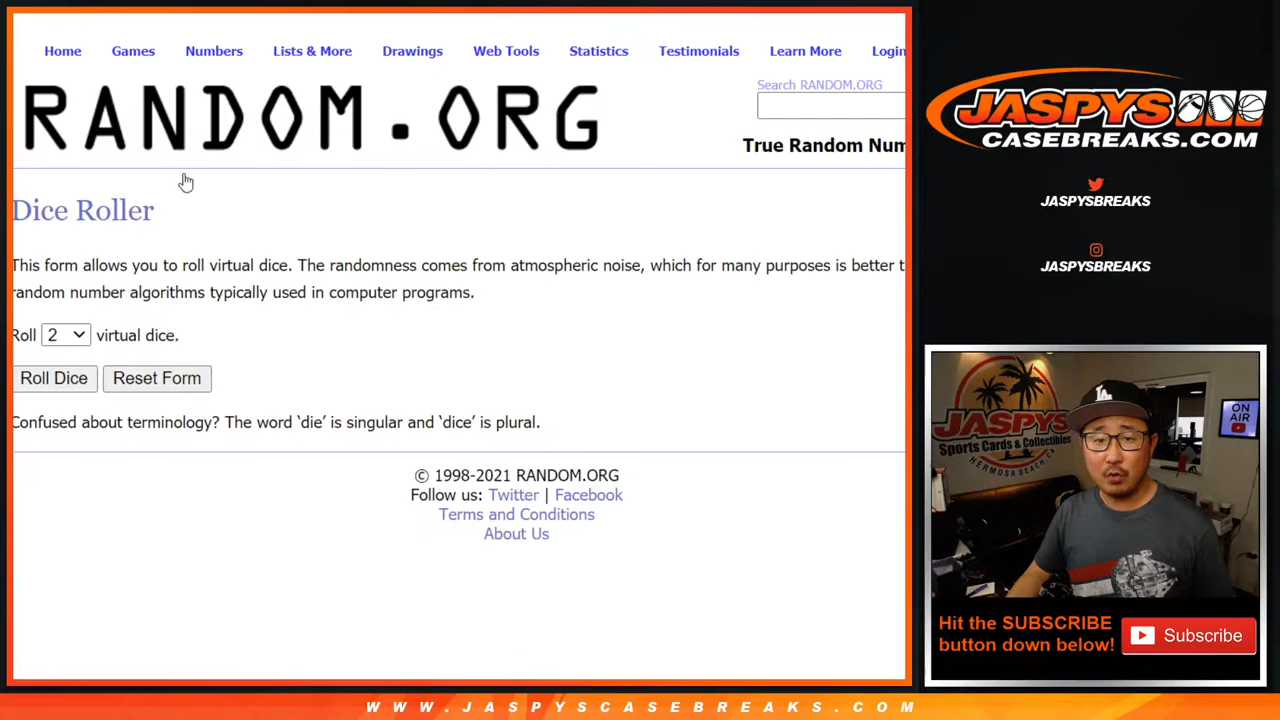 Home Games Numbers Lists & More Drawings Web Tools Statistics Testimonials Learn More Login
RANDOM.ORG
Search RANDOM.ORG
True Random Num
Dice Roller
This form allows you to roll virtual dice. The randomness comes from atmospheric noise, which for many purposes is better t
random number algorithms typically used in computer programs.
Roll 2 virtual dice.
Roll Dice Reset Form
Confused about terminology? The word ‘die’ is singular and ‘dice’ is plural.
© 1998-2021 RANDOM.ORG
Follow us: Twitter | Facebook
Terms and Conditions
About Us
JASPYS
CASEBREAKS.COM
JASPYSBREAKS
JASPYSBREAKS
JASPYS
Sports Cards & Collectibles
HERMOSA BEACH, CA
LA
ON
AIR
Hit the SUBSCRIBE
button down below!
Subscribe
WWW.JASPYSCASEBREAKS.COM